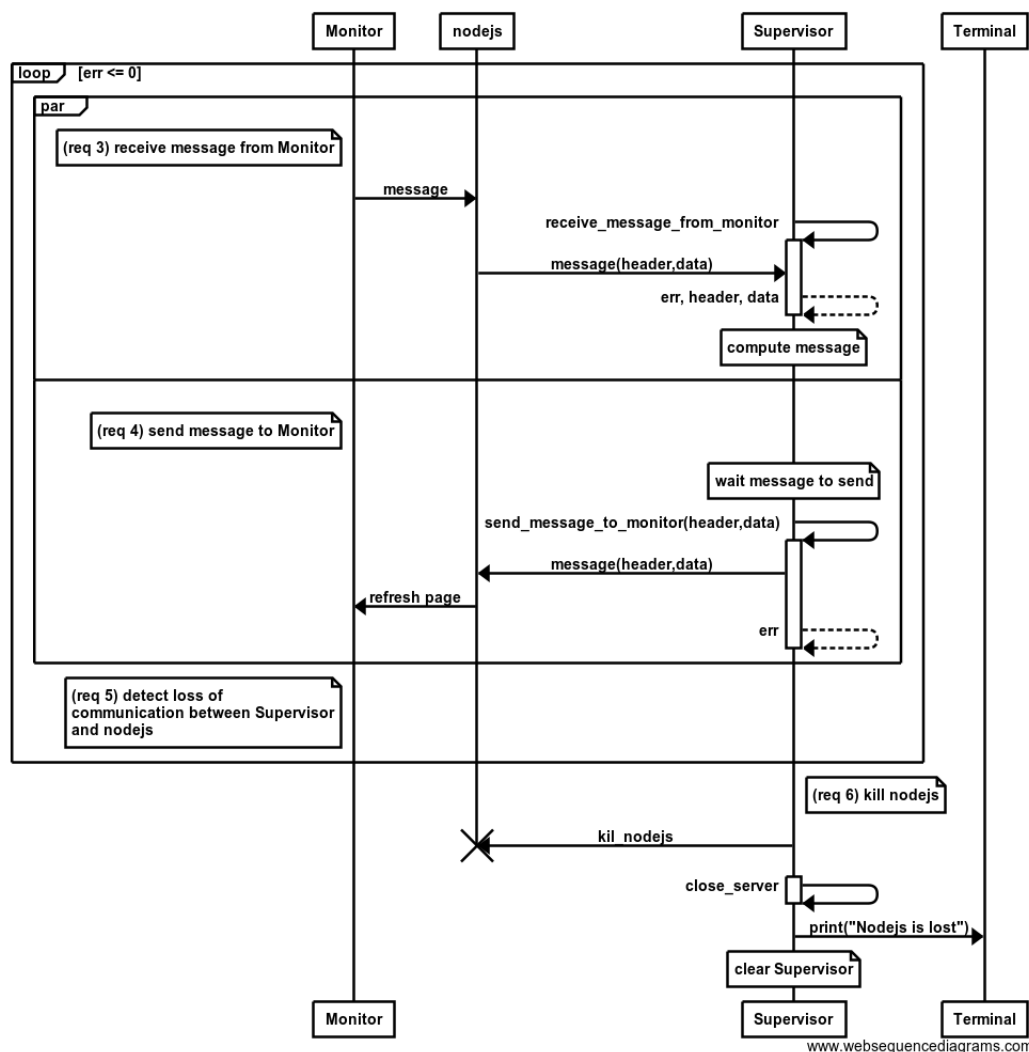 Monitor
nodejs
Supervisor
Terminal
loop
[err <= 0]
par
(req 3) receive message from Monitor
message
receive_message_from_monitor
message(header,data)
err, header, data
compute message
(req 4) send message to Monitor
wait message to send
send_message_to_monitor(header,data)
message(header,data)
refresh page
err
(req 5) detect loss of
communication between Supervisor
and nodejs
(req 6) kill nodejs
kil_nodejs
close_server
print("Nodejs is lost")
clear Supervisor
Monitor
Supervisor
Terminal
www.websequencediagrams.com